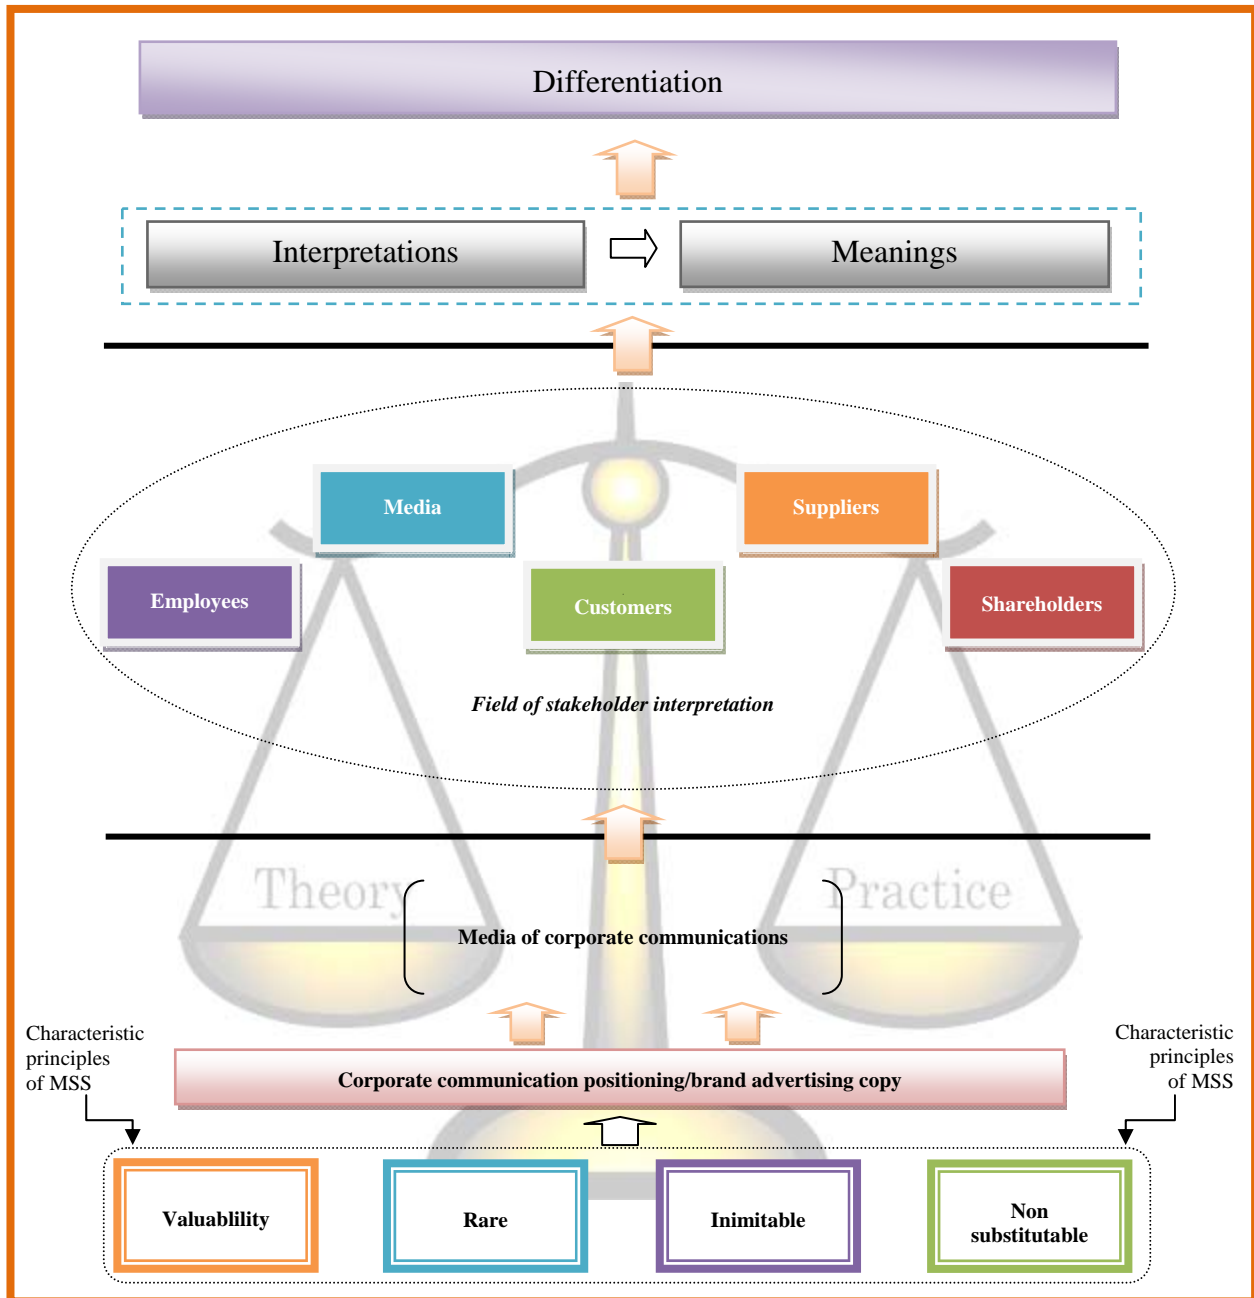 Differentiation
Interpretations
Meanings
Media
Suppliers
Employees
Customers
Shareholders
Field of stakeholder interpretation
Theory
Practice
Media of corporate communications
Characteristic
principles
of MSS
Characteristic
principles
of MSS
Corporate communication positioning/brand advertising copy
Valuablility
Rare
Inimitable
Non
substitutable